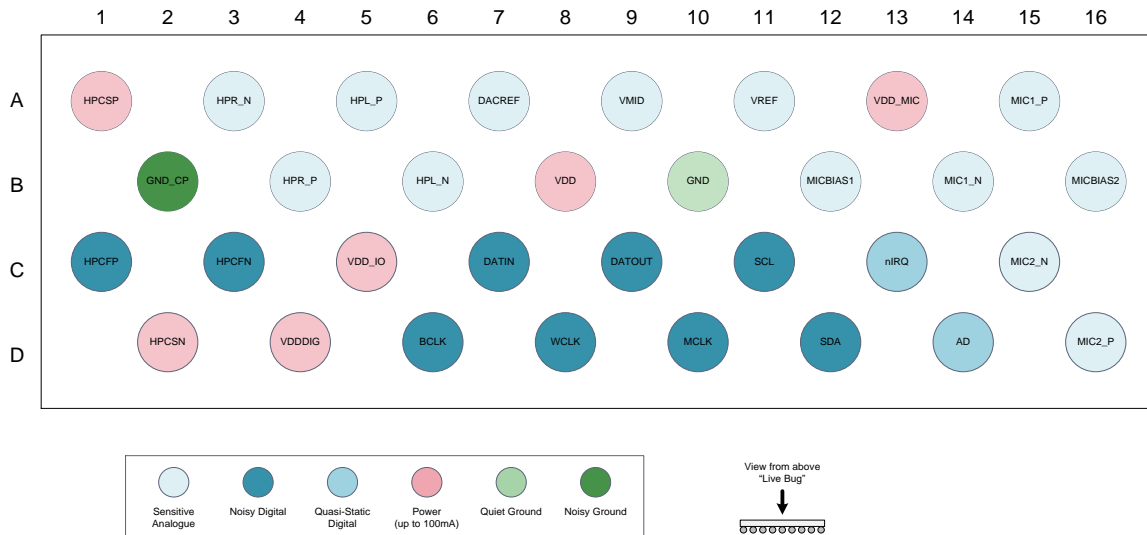 1 2 3 4 5 6 7 8 9 10 11 12 13 14 15 16
A HPCSP HPR_N HPL_P DACREF VMID VREF VDD_MIC MIC1_P
B GND_CP HPR_P HPL_N VDD GND MICBIAS1 MIC1_N MICBIAS2
C HPCFP HPCFN VDD_IO DATIN DATOUT SCL nIRQ MIC2_N
D HPCSN VDDDIG BCLK WCLK MCLK SDA AD MIC2_P
Sensitive
Analogue
Noisy Digital
Quasi-Static
Digital
Power
(up to 100mA)
Quiet Ground
Noisy Ground
View from above
“Live Bug”